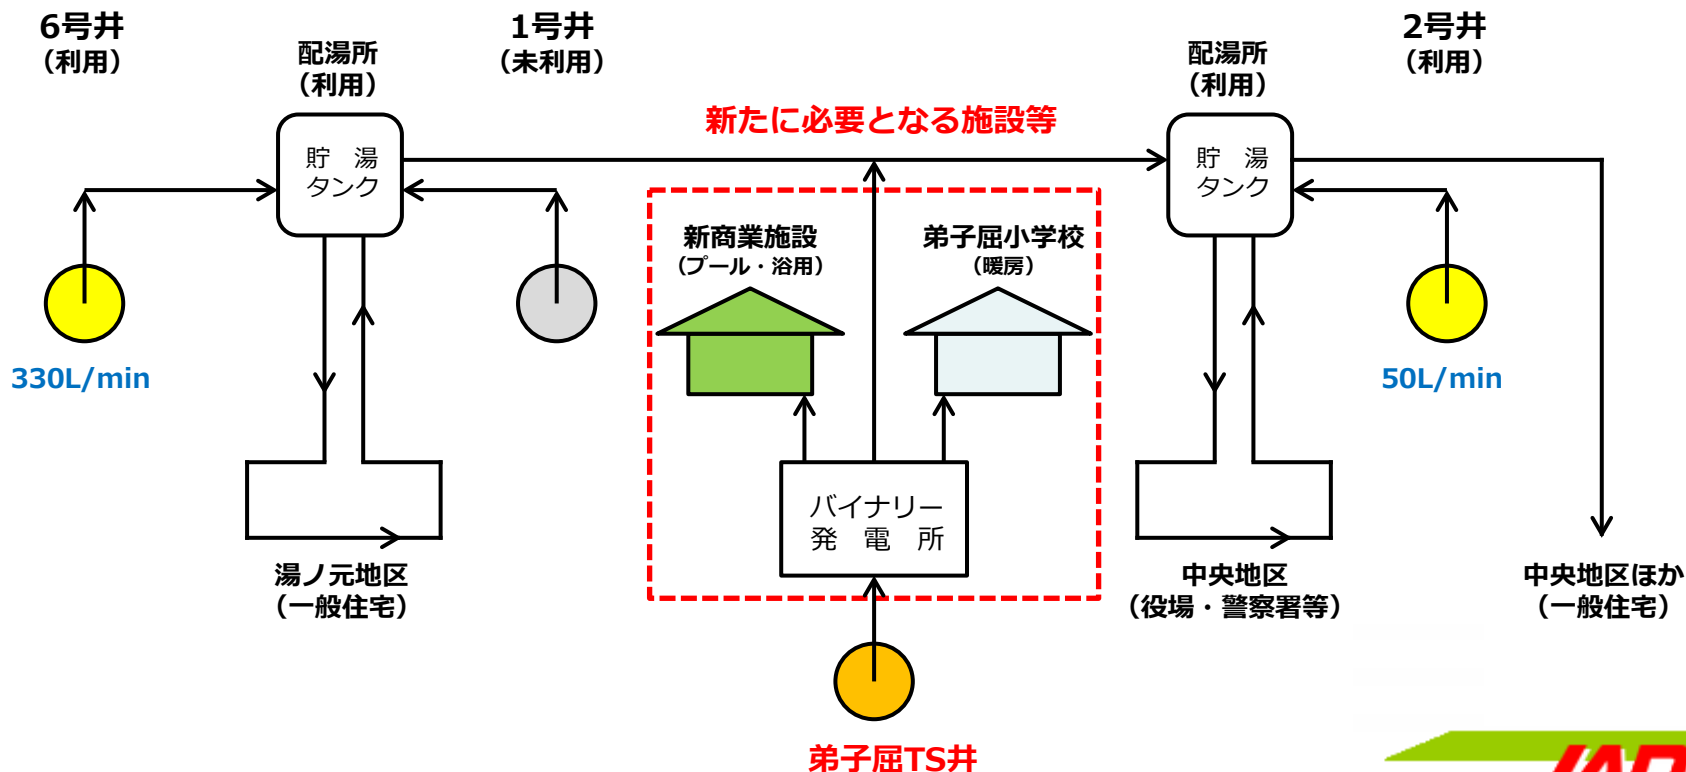 6号井
（利用）
配湯所
（利用）
1号井
（未利用）
配湯所
（利用）
2号井
（利用）
新たに必要となる施設等
貯　湯
タンク
貯　湯
タンク
新商業施設
（プール・浴用）
弟子屈小学校
（暖房）
330L/min
50L/min
バイナリー
発　電　所
湯ノ元地区
（一般住宅）
中央地区
（役場・警察署等）
中央地区ほか
（一般住宅）
弟子屈TS井